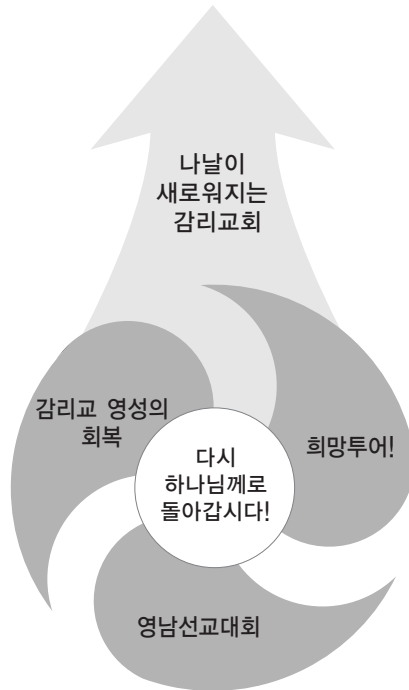 나날이
새로워지는
감리교회
감리교 영성의
회복
희망투어!
다시
하나님께로
돌아갑시다!
영남선교대회